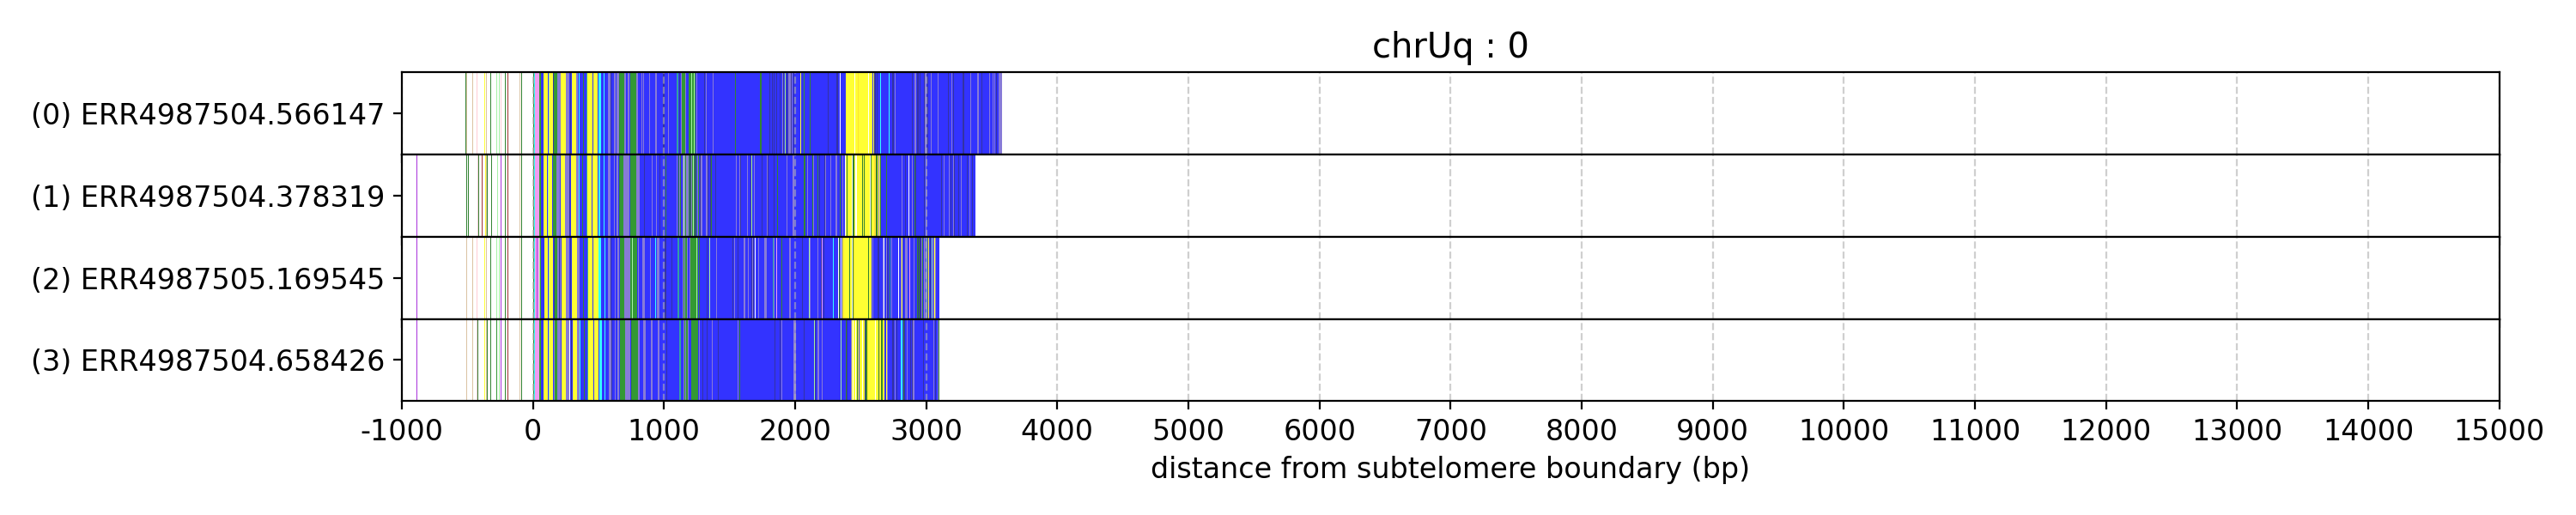 chrUq : 0
(0) ERR4987504.566147
(1) ERR4987504.378319
(2) ERR4987505.169545
(3) ERR4987504.658426
-1000 0 1000 2000 3000 4000 5000 6000 7000 8000 9000 10000 11000 12000 13000 14000 15000
distance from subtelomere boundary (bp)